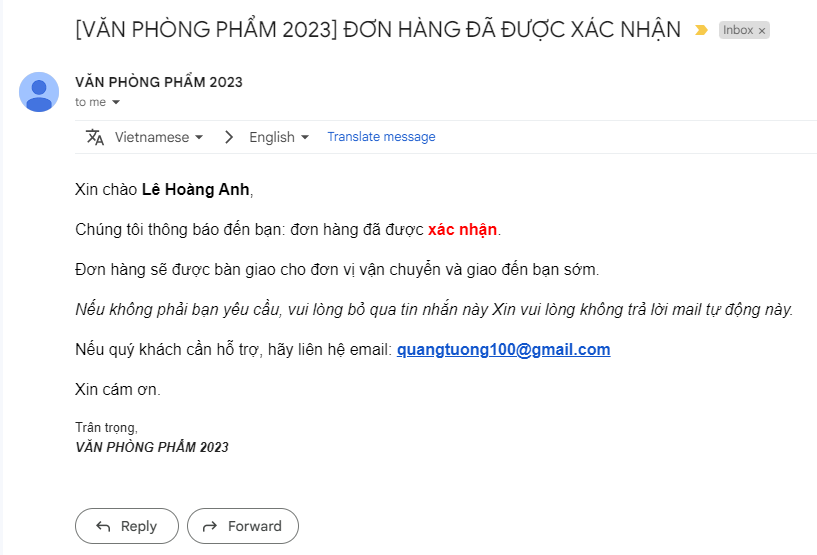 [VĂN PHÒNG PHẨM 2023] ĐƠN HÀNG ĐÃ ĐƯỢC XÁC NHẬN Inbox ×
VĂN PHÒNG PHẨM 2023
to me
Vietnamese > English Translate message
Xin chào Lê Hoàng Anh,
Chúng tôi thông báo đến bạn: đơn hàng đã được xác nhận.
Đơn hàng sẽ được bàn giao cho đơn vị vận chuyển và giao đến bạn sớm.
Nếu không phải bạn yêu cầu, vui lòng bỏ qua tin nhắn này Xin vui lòng không trả lời mail tự động này.
Nếu quý khách cần hỗ trợ, hãy liên hệ email: quangtuong100@gmail.com
Xin cám ơn.
Trân trọng,
VĂN PHÒNG PHẨM 2023
Reply Forward